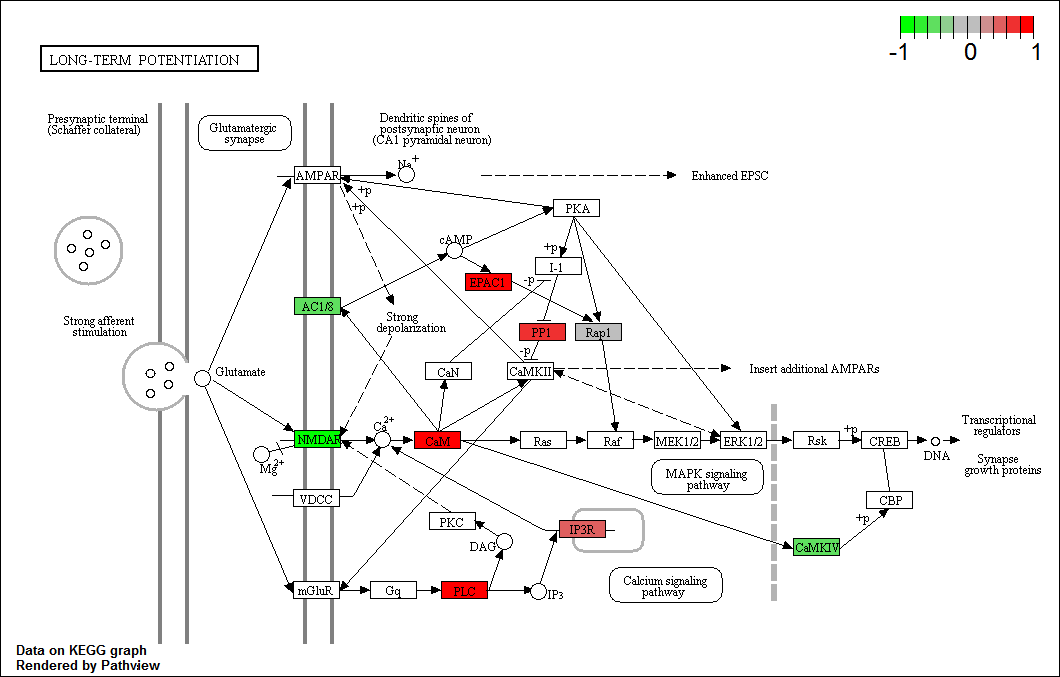 -1 0 1
LONG-TERM POTENTIATION
Presynaptic terminal
(Schaffer collateral)
Glutamatergic
synapse
Dendritic spines of
postsynaptic neuron
(CA1 pyramidal neuron)
Na+
AMPAR
+p
+p
Enhanced EPSC
PKA
cAMP
+p
I-1
EPAC1
-p
AC1/8
Strong
depolarization
Strong afferent
stimulation
PP1
Rap1
-p
Glutamate
CaN
CaMKII
Insert additional AMPARs
NMDAR
Ca2+
CaM
Ras
Raf
MEK1/2
ERK1/2
Rsk
+p
CREB
DNA
Transcriptional
regulators
Synapse
growth proteins
Mg2+
MAPK signaling
pathway
VDCC
CBP
+p
PKC
IP3R
DAG
CaMKIV
mGluR
Gq
PLC
IP3
Calcium signaling
pathway
Data on KEGG graph
Rendered by Pathview